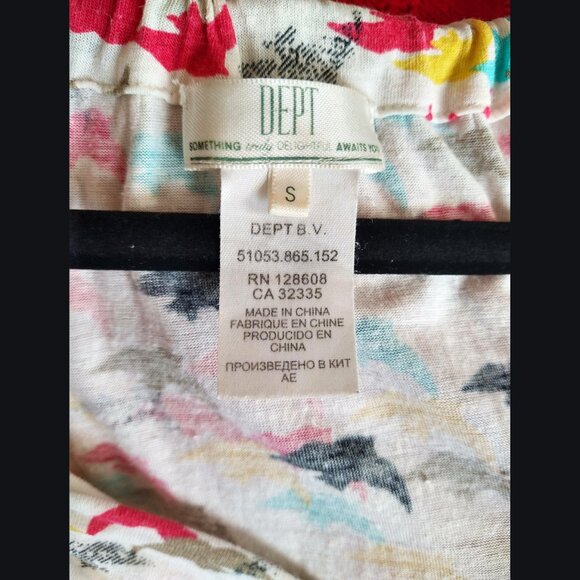 DEPT
SOMETHING truly DELIGHTFUL AWAITS YOU
S
DEPT B.V.
51053.865.152
RN 128608
CA 32335
MADE IN CHINA
FABRIQUE EN CHINE
PRODUCIDO EN
CHINA
ПРОИЗВЕДЕНО В КИТ
АЕ